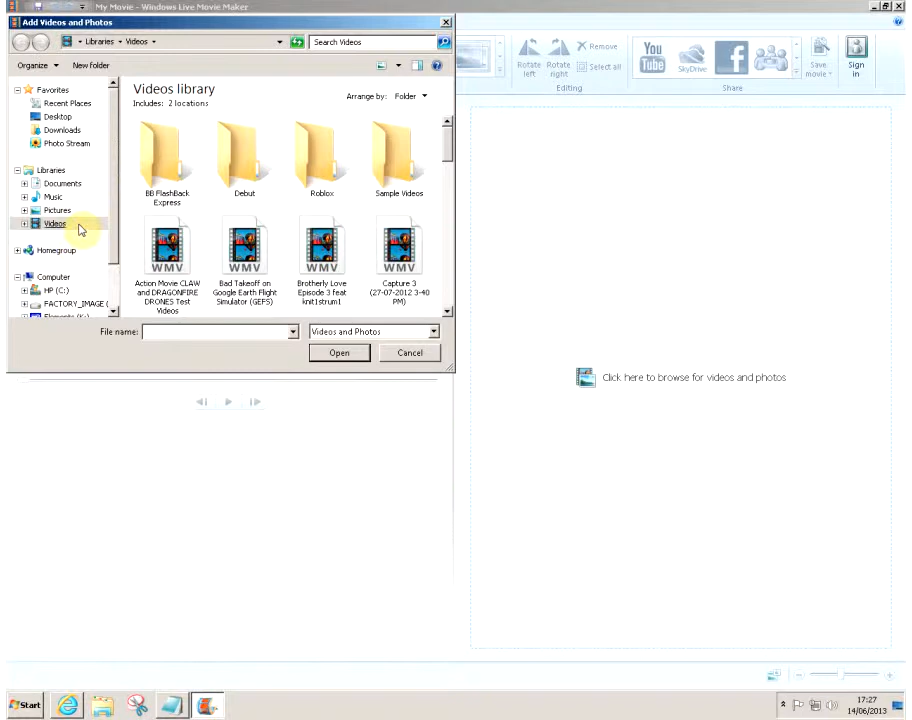 My Movie - Windows Live Movie Maker
Add Videos and Photos
Libraries
Videos
Search Videos
Organize
New folder
Remove
Rotate left
Rotate right
Select all
Editing
You Tube
SkyDrive
Share
Save movie
Sign in
Favorites
Recent Places
Desktop
Downloads
Photo Stream
Libraries
Documents
Music
Pictures
Videos
Homegroup
Computer
HP (C:)
FACTORY_IMAGE (
Elements (K:)
Videos library
Includes: 2 locations
Arrange by: Folder
BB FlashBack
Express
Debut
Roblox
Sample Videos
WMV
WMV
WMV
WMV
Action Movie CLAW
and DRAGONFIRE
DRONES Test
Videos
Bad Takeoff on
Google Earth Flight
Simulator (GEFS)
Brotherly Love
Episode 3 feat
knit1strum1
Capture 3
(27-07-2012 3-40
PM)
File name:
Videos and Photos
Open
Cancel
Click here to browse for videos and photos
Start
17:27
14/06/2013